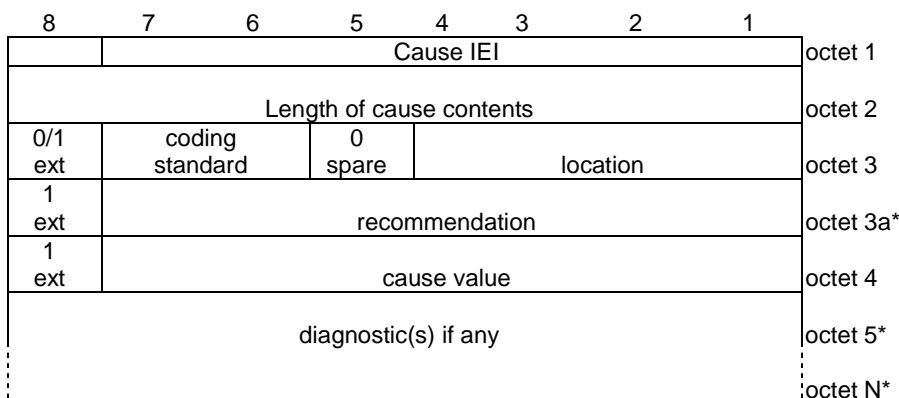 8 7 6 5 4 3 2 1
Cause IEI octet 1
Length of cause contents octet 2
0/1 coding 0
ext standard spare location octet 3
1
ext recommendation octet 3a*
1
ext cause value octet 4
diagnostic(s) if any octet 5*
octet N*